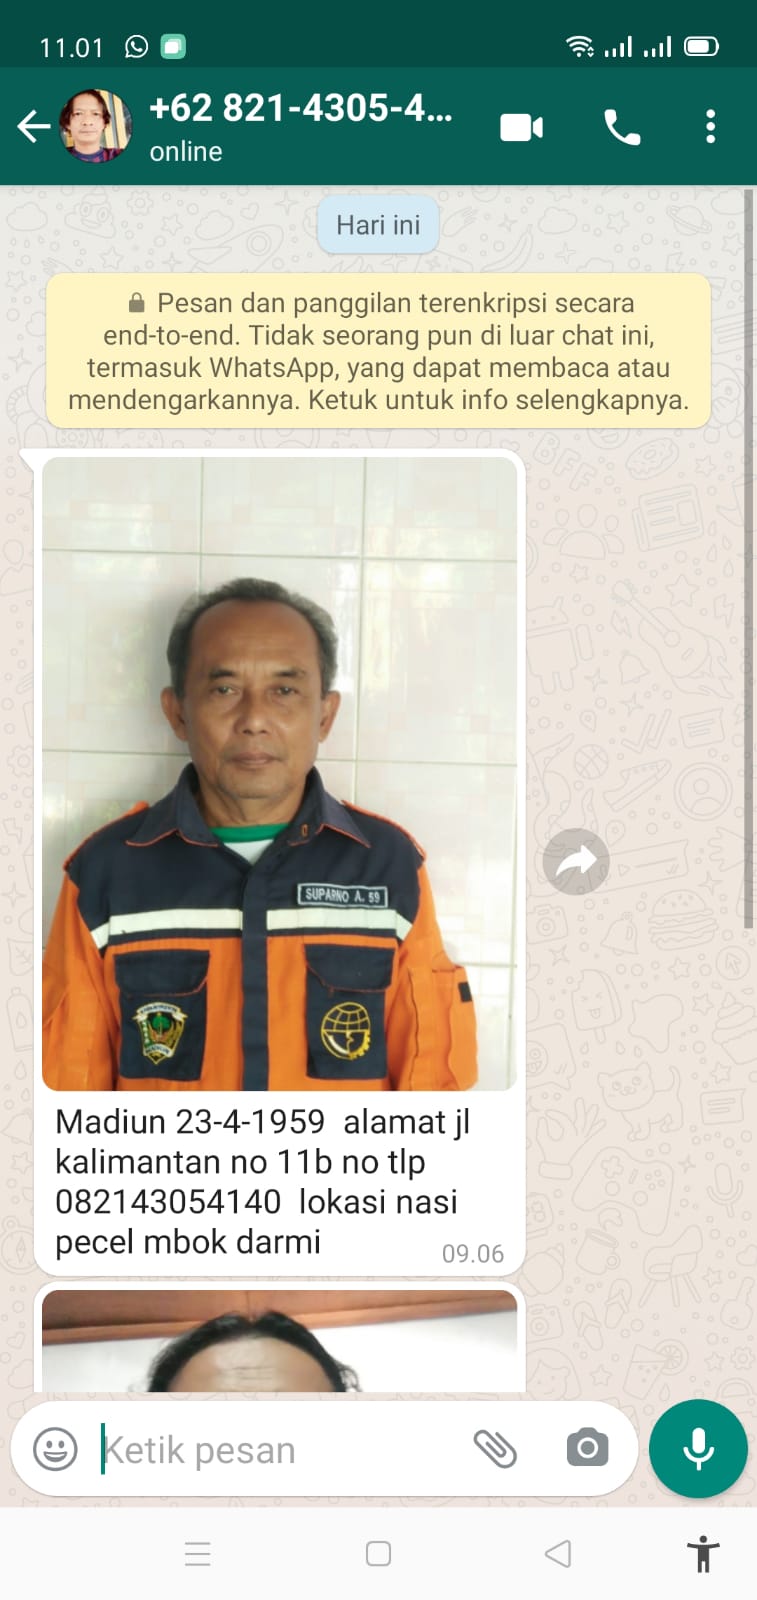 11.01
+62 821-4305-4...
online
Hari ini
Pesan dan panggilan terenkripsi secara
end-to-end. Tidak seorang pun di luar chat ini,
termasuk WhatsApp, yang dapat membaca atau
mendengarkannya. Ketuk untuk info selengkapnya.
SUPARNO A. 59
Madiun 23-4-1959 alamat jl
kalimantan no 11b no tlp
082143054140 lokasi nasi
pecel mbok darmi
09.06
Ketik pesan